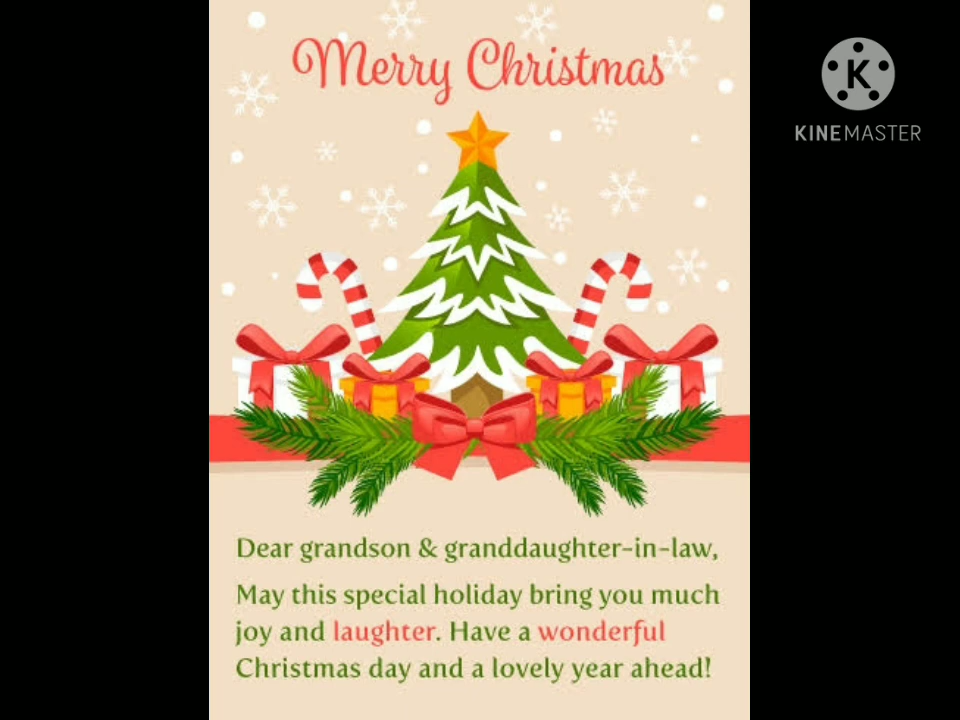 Merry Christmas
K
KINEMASTER
Dear grandson & granddaughter-in-law,
May this special holiday bring you much
joy and laughter. Have a wonderful
Christmas day and a lovely year ahead!